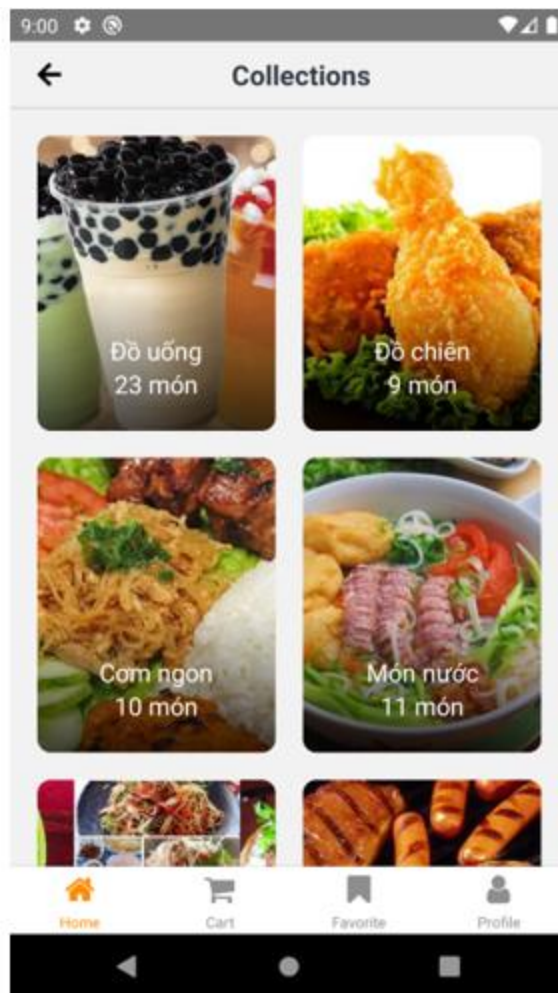 9:00
Collections
Đồ uống
23 món
Đồ chiên
9 món
Cơm ngon
10 món
Món nước
11 món
Home
Cart
Favorite
Profile